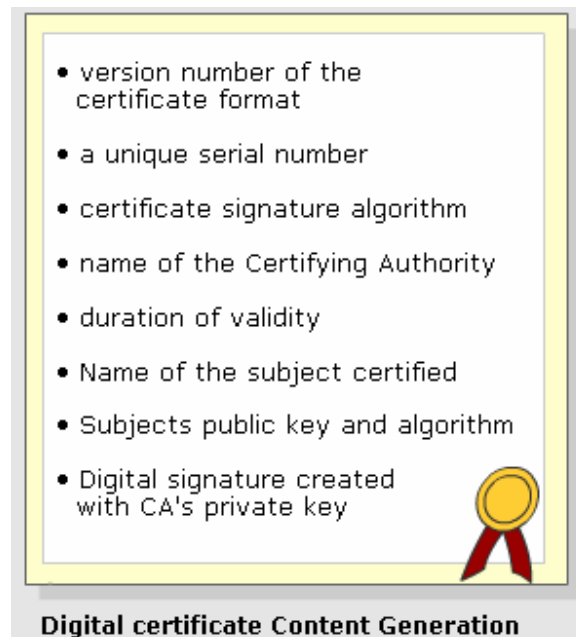 • version number of the
certificate format
• a unique serial number
• certificate signature algorithm
• name of the Certifying Authority
• duration of validity
• Name of the subject certified
• Subjects public key and algorithm
• Digital signature created
with CA's private key
Digital certificate Content Generation